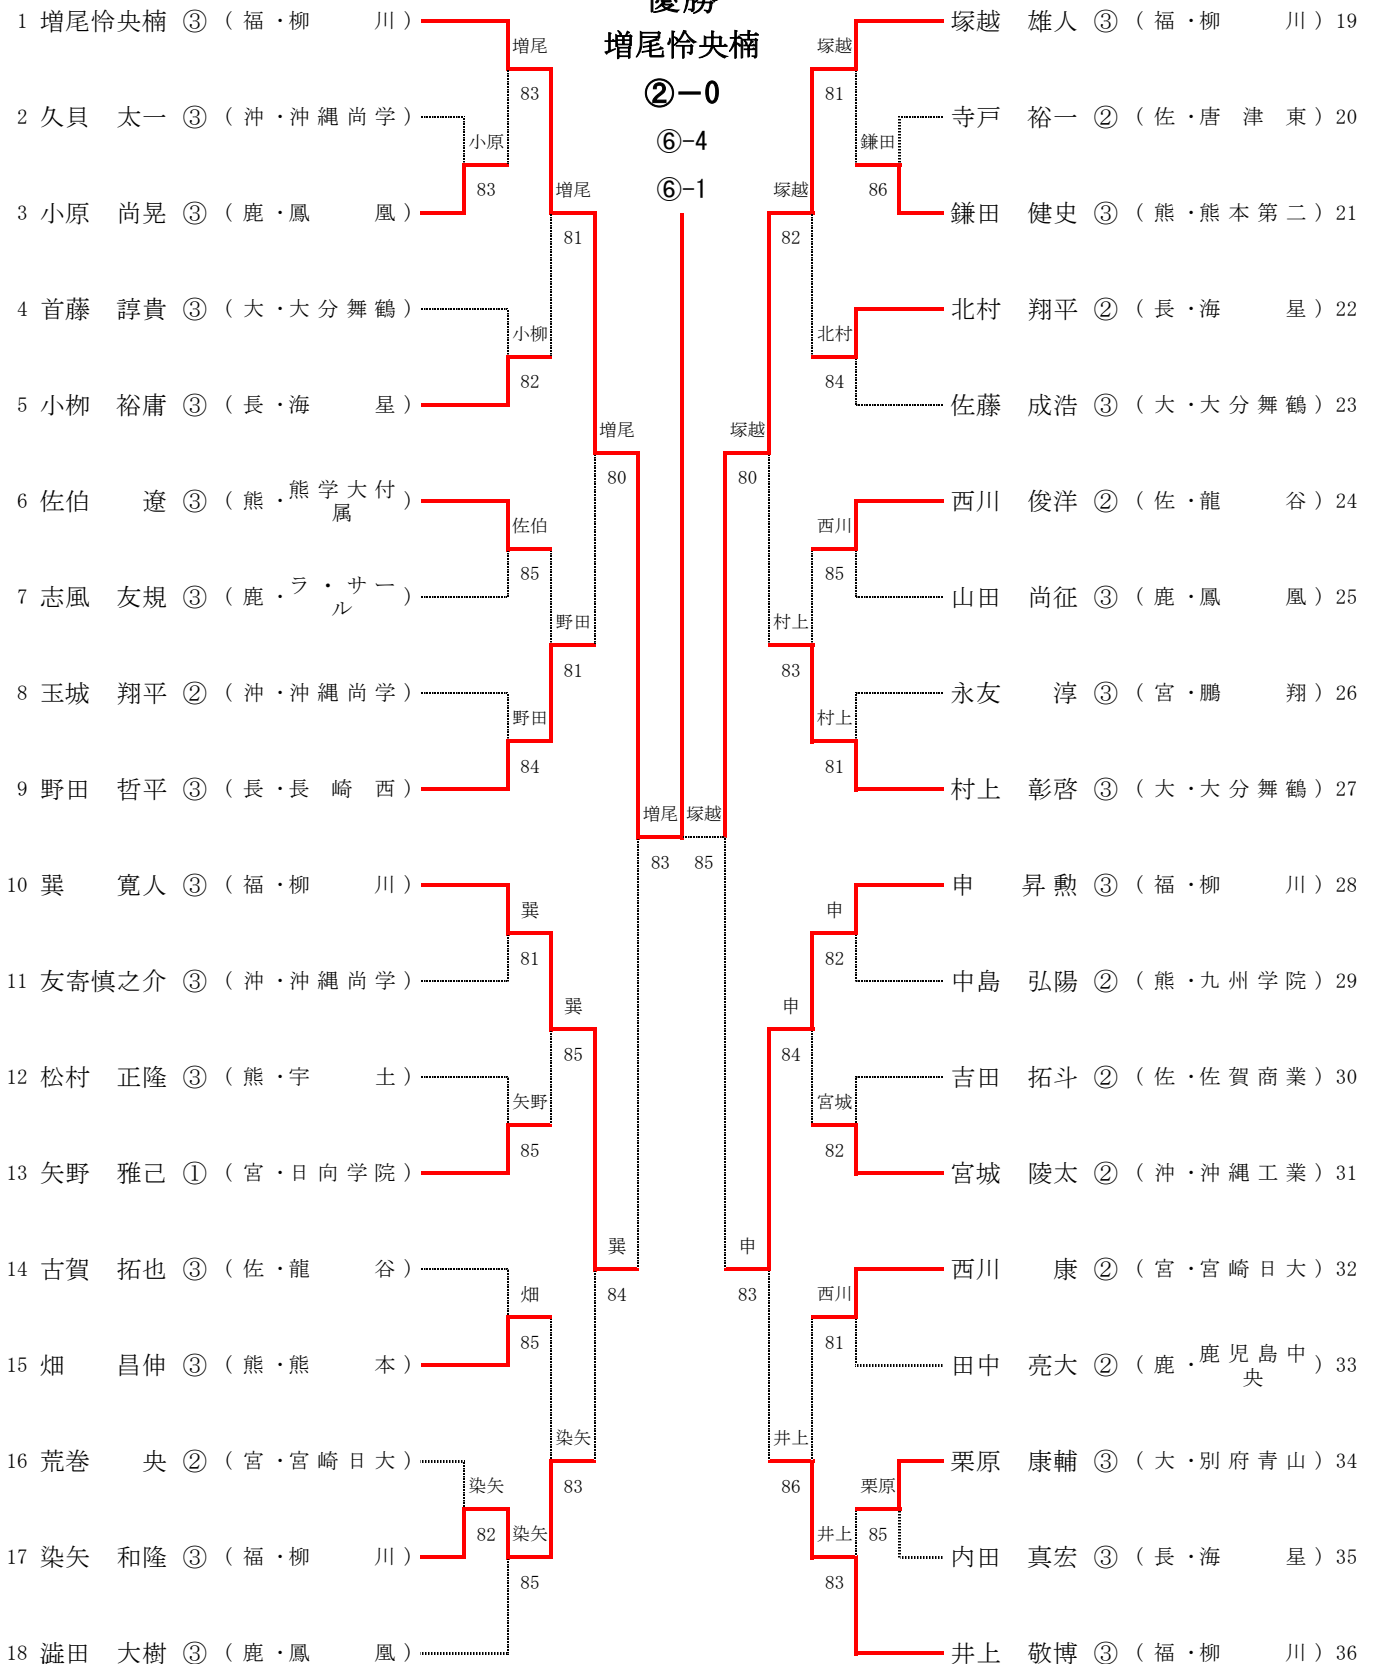 優勝
増尾怜央楠
②－0
⑥-4
⑥-1
1 増尾怜央楠 ③ （ 福 ・ 柳 川 ）
増尾
83
2 久貝 太一 ③ （ 沖 ・ 沖 縄 尚 学 ）
小原
83
3 小原 尚晃 ③ （ 鹿 ・ 鳳 凰 ）
増尾
81
4 首藤 諄貴 ③ （ 大 ・ 大 分 舞 鶴 ）
小柳
82
5 小栁 裕庸 ③ （ 長 ・ 海 星 ）
増尾
80
6 佐伯 遼 ③ （ 熊 ・ 熊 学 大 付 属 ）
佐伯
85
7 志風 友規 ③ （ 鹿 ・ ラ ・ サ ー ル ）
野田
81
8 玉城 翔平 ② （ 沖 ・ 沖 縄 尚 学 ）
野田
84
9 野田 哲平 ③ （ 長 ・ 長 崎 西 ）
増尾
83
10 巽 寛人 ③ （ 福 ・ 柳 川 ）
巽
81
11 友寄慎之介 ③ （ 沖 ・ 沖 縄 尚 学 ）
巽
85
12 松村 正隆 ③ （ 熊 ・ 宇 土 ）
矢野
85
13 矢野 雅己 ① （ 宮 ・ 日 向 学 院 ）
巽
84
14 古賀 拓也 ③ （ 佐 ・ 龍 谷 ）
畑
85
15 畑 昌伸 ③ （ 熊 ・ 熊 本 ）
染矢
83
16 荒巻 央 ② （ 宮 ・ 宮 崎 日 大 ）
染矢
82
17 染矢 和隆 ③ （ 福 ・ 柳 川 ）
染矢
85
18 澁田 大樹 ③ （ 鹿 ・ 鳳 凰 ）
塚越 雄人 ③ （ 福 ・ 柳 川 ） 19
塚越
81
寺戸 裕一 ② （ 佐 ・ 唐 津 東 ） 20
鎌田
86
鎌田 健史 ③ （ 熊 ・ 熊 本 第 二 ） 21
塚越
82
北村 翔平 ② （ 長 ・ 海 星 ） 22
北村
84
佐藤 成浩 ③ （ 大 ・ 大 分 舞 鶴 ） 23
塚越
80
西川 俊洋 ② （ 佐 ・ 龍 谷 ） 24
西川
85
山田 尚征 ③ （ 鹿 ・ 鳳 凰 ） 25
村上
83
永友 淳 ③ （ 宮 ・ 鵬 翔 ） 26
村上
81
村上 彰啓 ③ （ 大 ・ 大 分 舞 鶴 ） 27
塚越
85
申 昇勲 ③ （ 福 ・ 柳 川 ） 28
申
82
中島 弘陽 ② （ 熊 ・ 九 州 学 院 ） 29
申
84
吉田 拓斗 ② （ 佐 ・ 佐 賀 商 業 ） 30
宮城
82
宮城 陵太 ② （ 沖 ・ 沖 縄 工 業 ） 31
申
83
西川 康 ② （ 宮 ・ 宮 崎 日 大 ） 32
西川
81
田中 亮大 ② （ 鹿 ・ 鹿 児 島 中 央 ） 33
井上
86
栗原 康輔 ③ （ 大 ・ 別 府 青 山 ） 34
栗原
85
内田 真宏 ③ （ 長 ・ 海 星 ） 35
井上
83
井上 敬博 ③ （ 福 ・ 柳 川 ） 36